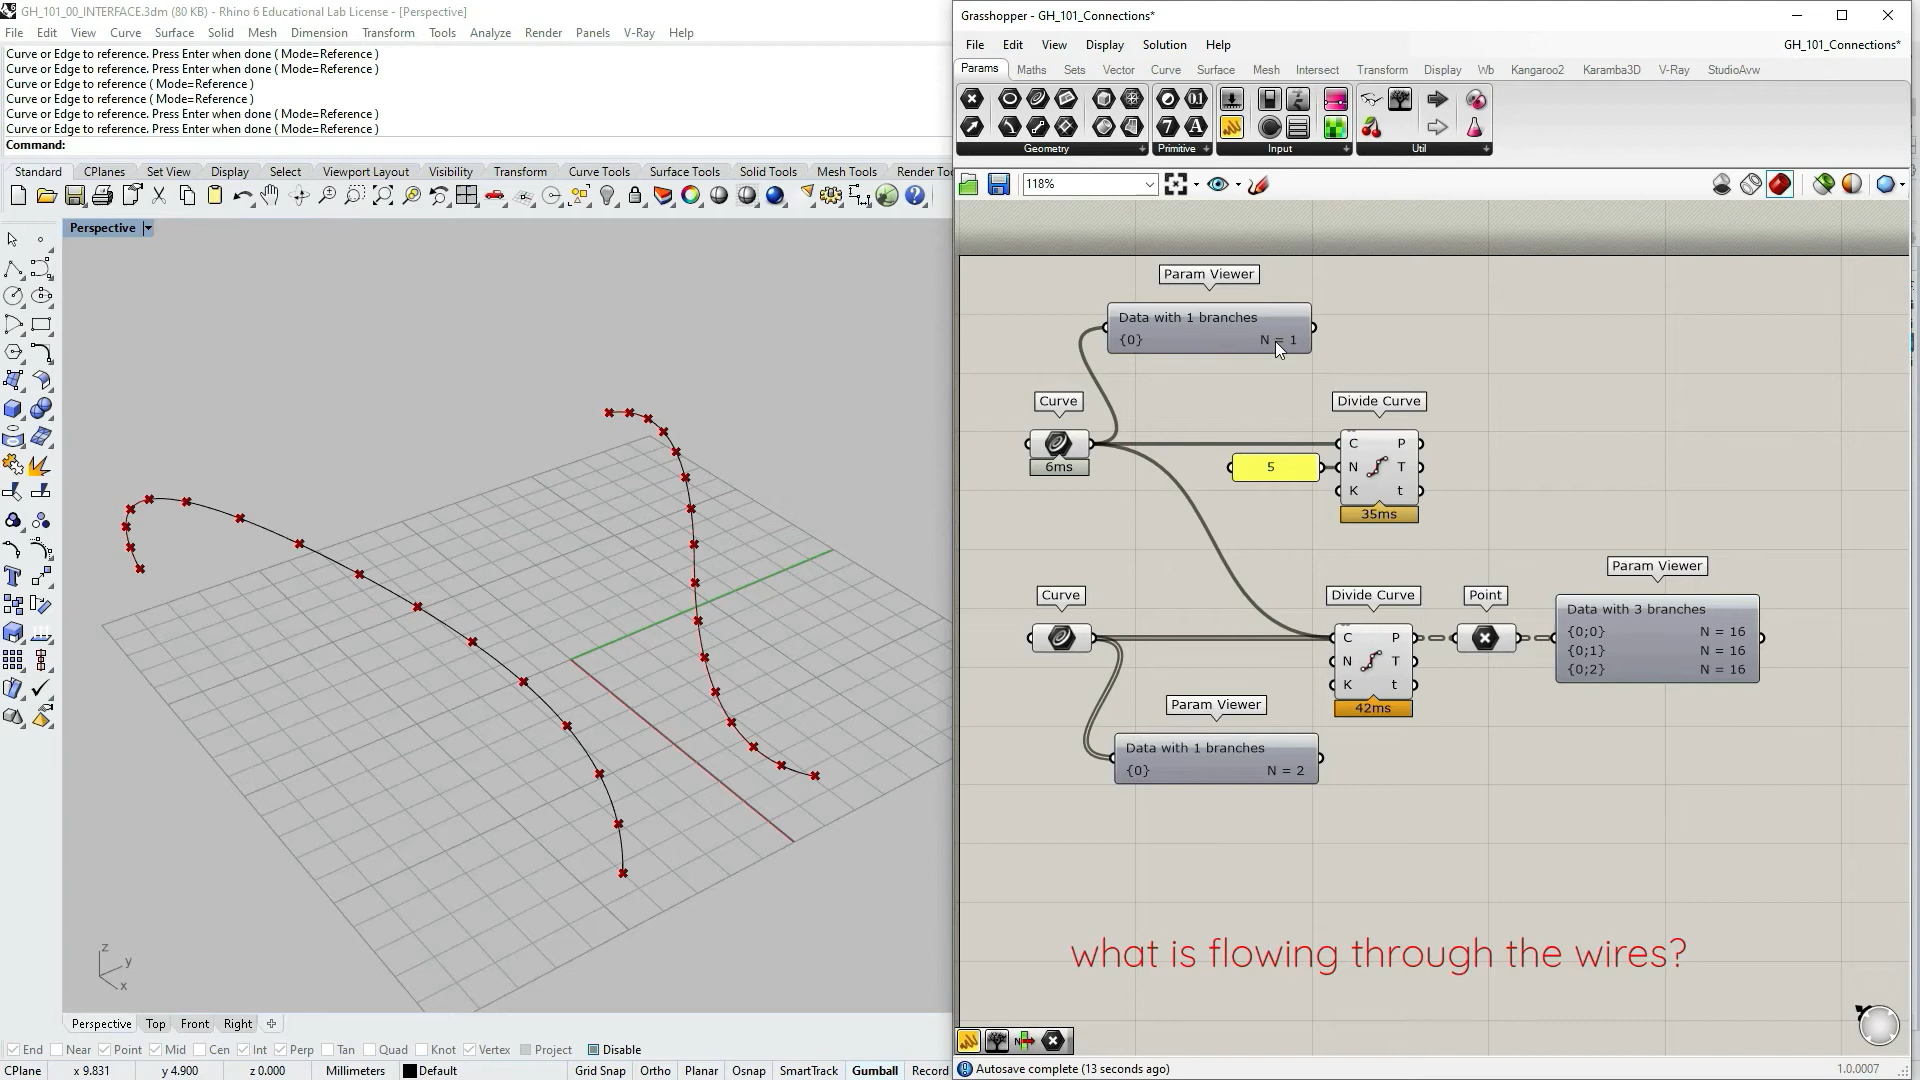 GH_101_00_INTERFACE.3dm (80 KB) - Rhino 6 Educational Lab License - [Perspective]
File Edit View Curve Surface Solid Mesh Dimension Transform Tools Analyze Render Panels V-Ray Help
Curve or Edge to reference. Press Enter when done ( Mode=Reference )
Curve or Edge to reference. Press Enter when done ( Mode=Reference )
Curve or Edge to reference ( Mode=Reference )
Curve or Edge to reference ( Mode=Reference )
Curve or Edge to reference. Press Enter when done ( Mode=Reference )
Curve or Edge to reference. Press Enter when done ( Mode=Reference )
Command:
Standard CPlanes Set View Display Select Viewport Layout Visibility Transform Curve Tools Surface Tools Solid Tools Mesh Tools Render Too
Perspective
z
y
x
Perspective Top Front Right
End Near Point Mid Cen Int Perp Tan Quad Knot Vertex Project Disable
CPlane x 9.831 y 4.900 z 0.000 Millimeters Default Grid Snap Ortho Planar Osnap SmartTrack Gumball Record
Grasshopper - GH_101_Connections*
File Edit View Display Solution Help GH_101_Connections*
Params Maths Sets Vector Curve Surface Mesh Intersect Transform Display Wb Kangaroo2 Karamba3D V-Ray StudioAvw
Geometry Primitive Input Util
118%
Param Viewer
Data with 1 branches
{0} N = 1
Curve
6ms
Divide Curve
C P
5
N T
K t
35ms
Curve
Divide Curve
C P
N T
K t
42ms
Point
Param Viewer
Data with 3 branches
{0;0} N = 16
{0;1} N = 16
{0;2} N = 16
Param Viewer
Data with 1 branches
{0} N = 2
what is flowing through the wires?
Autosave complete (13 seconds ago) 1.0.0007